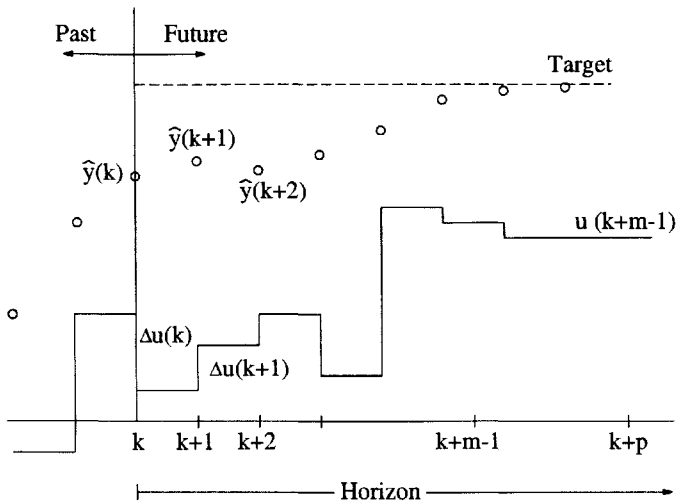 Past
Future
Target
ŷ(k)
ŷ(k+1)
ŷ(k+2)
u (k+m-1)
Δu(k)
Δu(k+1)
k
k+1
k+2
k+m-1
k+p
Horizon